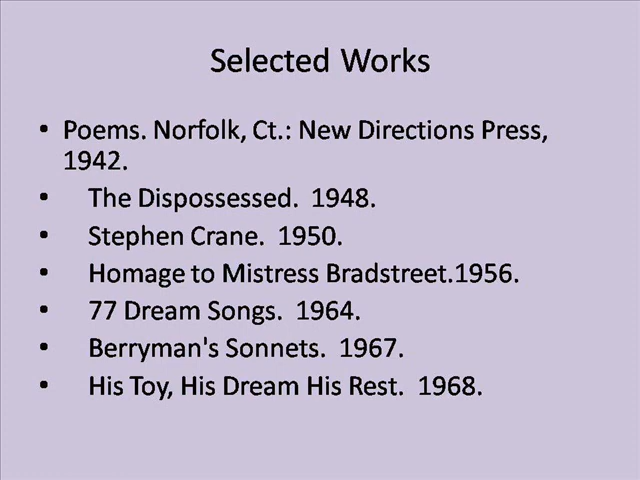 Selected Works
• Poems. Norfolk, Ct.: New Directions Press,
1942.
• The Dispossessed. 1948.
• Stephen Crane. 1950.
• Homage to Mistress Bradstreet.1956.
• 77 Dream Songs. 1964.
• Berryman's Sonnets. 1967.
• His Toy, His Dream His Rest. 1968.